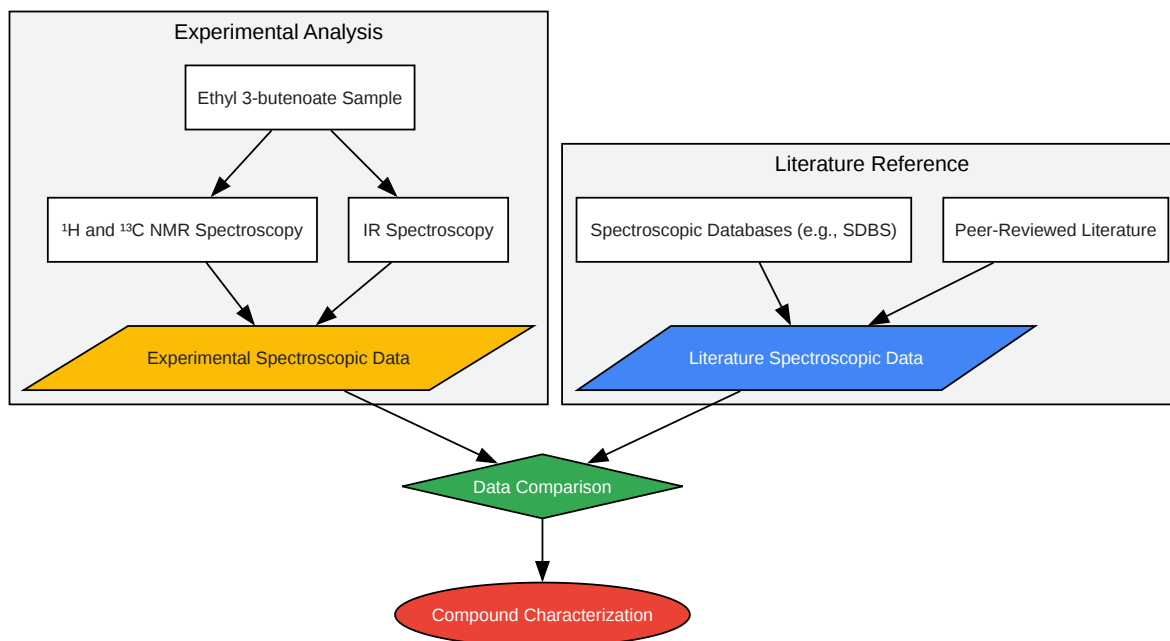 Experimental Analysis
Ethyl 3-butenoate Sample
¹H and ¹³C NMR Spectroscopy
IR Spectroscopy
Experimental Spectroscopic Data
Literature Reference
Spectroscopic Databases (e.g., SDBS)
Peer-Reviewed Literature
Literature Spectroscopic Data
Data Comparison
Compound Characterization